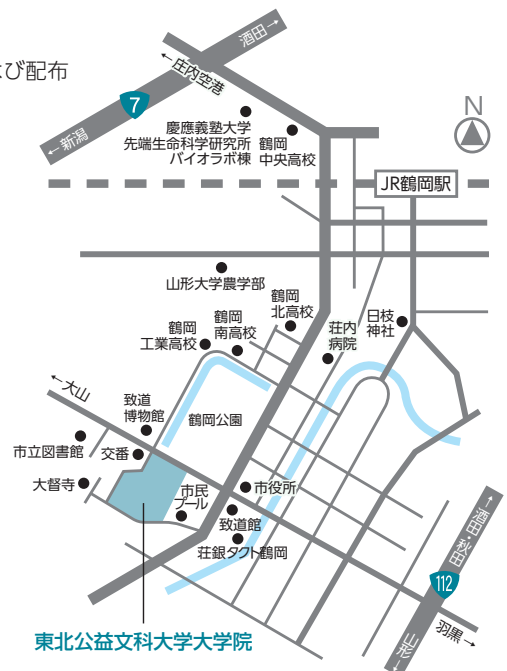 び配布
酒田→
←庄内空港
7
←新潟
慶應義塾大学
先端生命科学研究所
バイオラボ棟
鶴岡
中央高校
N
JR鶴岡駅
山形大学農学部
鶴岡
北高校
鶴岡
南高校
鶴岡
工業高校
荘内
病院
日枝
神社
←大山
致道
博物館
鶴岡公園
市立図書館
交番
大督寺
市民
プール
市役所
致道館
荘銀タクト鶴岡
←酒田・秋田
112
羽黒→
山形→
東北公益文科大学大学院